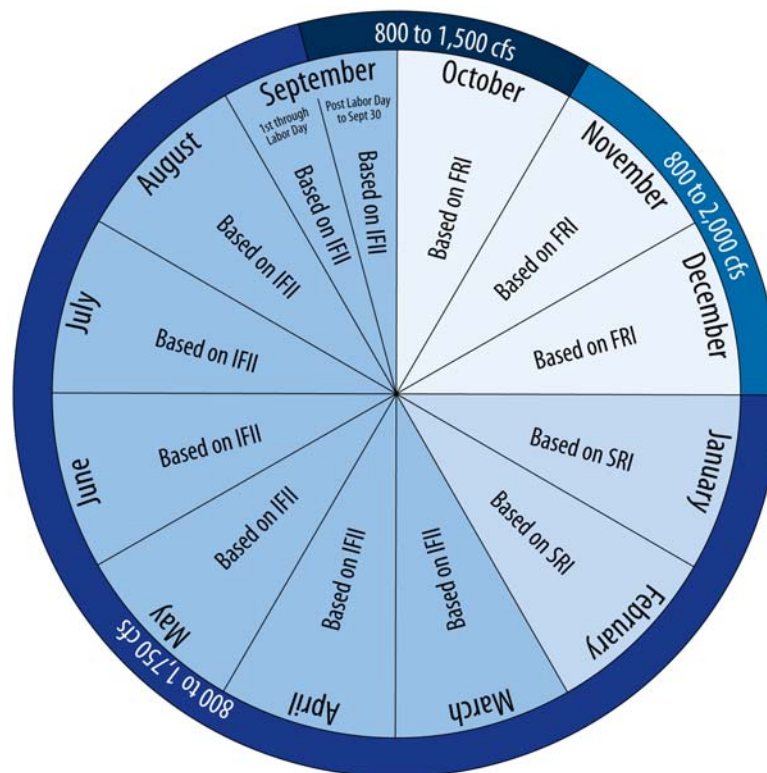 800 to 1,500 cfs
October
Based on FRI
800 to 2,000 cfs
November
Based on FRI
December
Based on FRI
January
Based on SRI
February
Based on SRI
March
Based on IFII
April
Based on IFII
800 to 1,750 cfs
May
Based on IFII
June
Based on IFII
July
Based on IFII
August
Based on IFII
September
1st through
Labor Day
Based on IFII
Post Labor Day
to Sept 30
Based on IFII